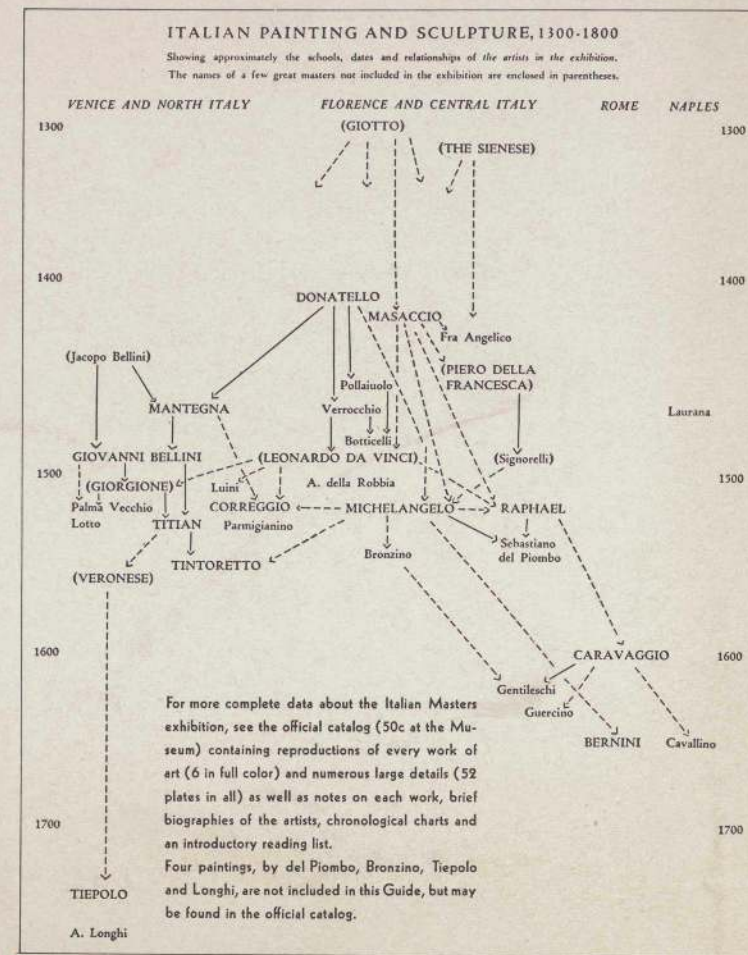 ITALIAN PAINTING AND SCULPTURE, 1300-1800
Showing approximately the schools, dates and relationships of the artists in the exhibition.
The names of a few great masters not included in the exhibition are enclosed in parentheses.
VENICE AND NORTH ITALY FLORENCE AND CENTRAL ITALY ROME NAPLES
1300 (GIOTTO) 1300
(THE SIENESE)
1400 1400
DONATELLO
MASACCIO
Fra Angelico
(Jacopo Bellini)
(PIERO DELLA
FRANCESCA)
Pollaiuolo
MANTEGNA Verrocchio Laurana
Botticelli
GIOVANNI BELLINI (LEONARDO DA VINCI) (Signorelli)
1500 1500
(GIORGIONE) Luini A. della Robbia
Palma Vecchio CORREGGIO MICHELANGELO RAPHAEL
Lotto TITIAN Parmigianino
Sebastiano
del Piombo
Bronzino
TINTORETTO
(VERONESE)
1600 CARAVAGGIO 1600
Gentileschi
Guercino
BERNINI Cavallino
For more complete data about the Italian Masters
exhibition, see the official catalog (50c at the Mu-
seum) containing reproductions of every work of
art (6 in full color) and numerous large details (52
plates in all) as well as notes on each work, brief
biographies of the artists, chronological charts and
an introductory reading list.
1700 1700
Four paintings, by del Piombo, Bronzino, Tiepolo
and Longhi, are not included in this Guide, but may
be found in the official catalog.
TIEPOLO
A. Longhi